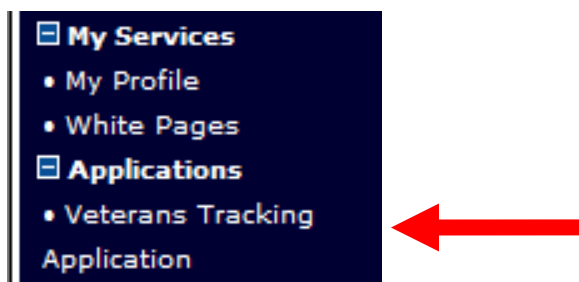 My Services
• My Profile
• White Pages
Applications
• Veterans Tracking
Application